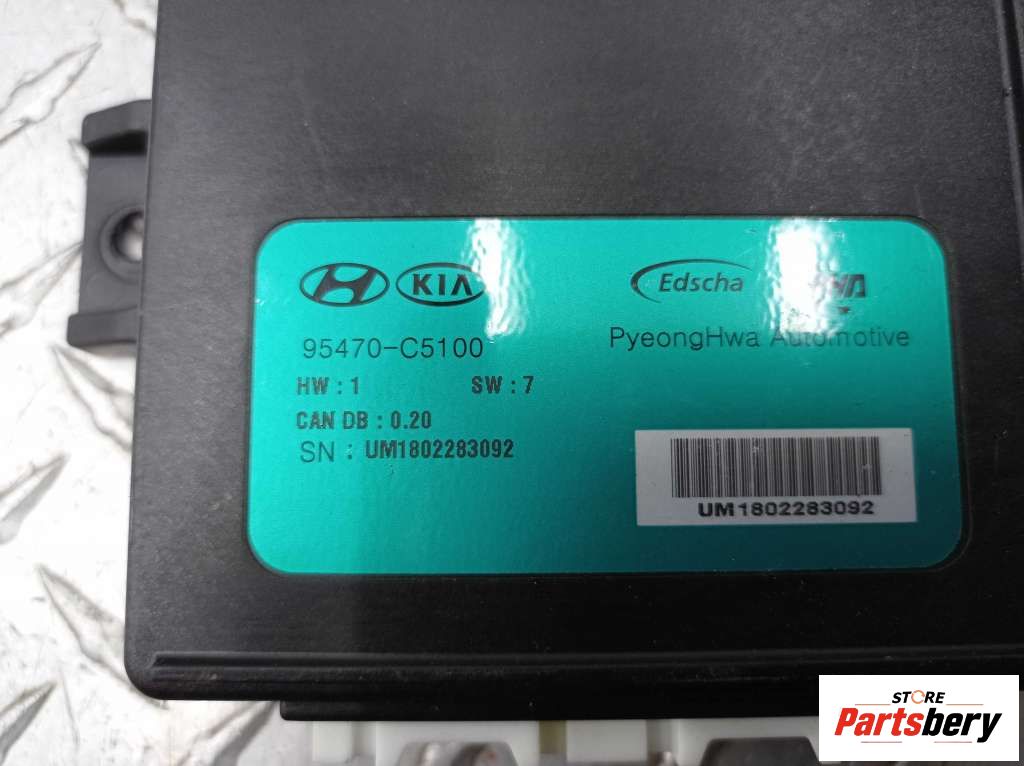 KIA
Edscha
95470-C5100
PyeongHwa Automotive
HW : 1 SW : 7
CAN DB : 0.20
SN : UM1802283092
UM1802283092
STORE
Partsbery